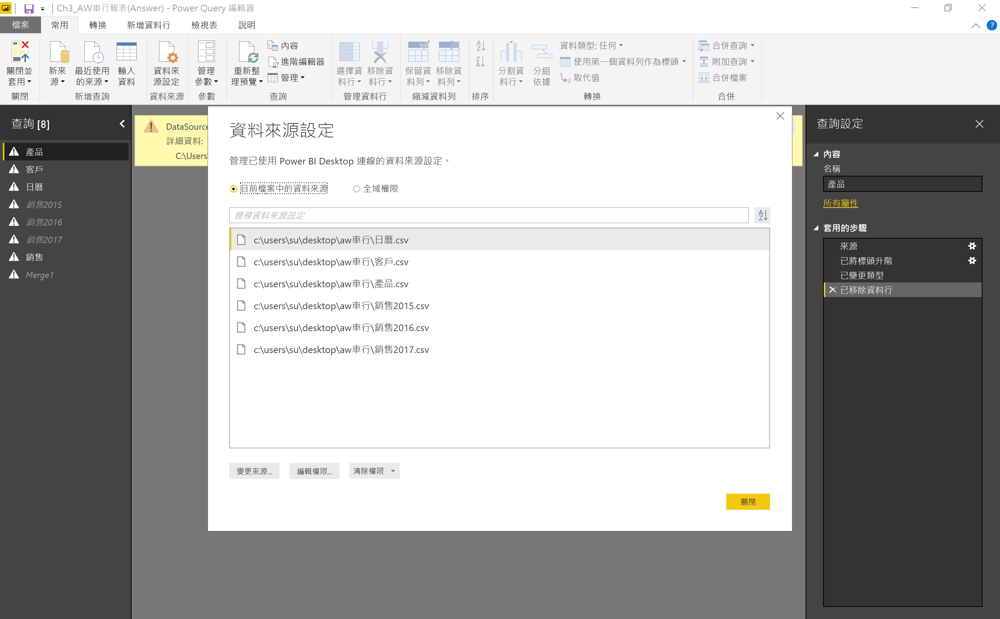 Ch3_AW車行報表(Answer) - Power Query 編輯器
檔案
常用
轉換
新增資料行
檢視表
說明
?
關閉並
套用
關閉
新來
源
最近使用
的來源
輸入
資料
新增查詢
資料來
源設定
資料來源
管理
參數
參數
重新整
理預覽
內容
進階編輯器
管理
查詢
選擇資
料行
移除資
料行
管理資料行
保留資
料列
移除資
料列
縮減資料列
排序
分割資
料行
分組
依據
資料類型: 任何
使用第一個資料列作為標頭
取代值
轉換
合併查詢
附加查詢
合併檔案
合併
查詢 [8]
產品
客戶
日曆
銷售2015
銷售2016
銷售2017
銷售
Merge1
DataSource
詳細資料:
C:\Users\
資料來源設定
管理已使用 Power BI Desktop 連線的資料來源設定。
目前檔案中的資料來源
全域權限
搜尋資料來源設定
c:\users\su\desktop\aw車行\日曆.csv
c:\users\su\desktop\aw車行\客戶.csv
c:\users\su\desktop\aw車行\產品.csv
c:\users\su\desktop\aw車行\銷售2015.csv
c:\users\su\desktop\aw車行\銷售2016.csv
c:\users\su\desktop\aw車行\銷售2017.csv
變更來源...
編輯權限...
清除權限
關閉
查詢設定
內容
名稱
產品
所有屬性
套用的步驟
來源
已將標頭升階
已變更類型
已移除資料行